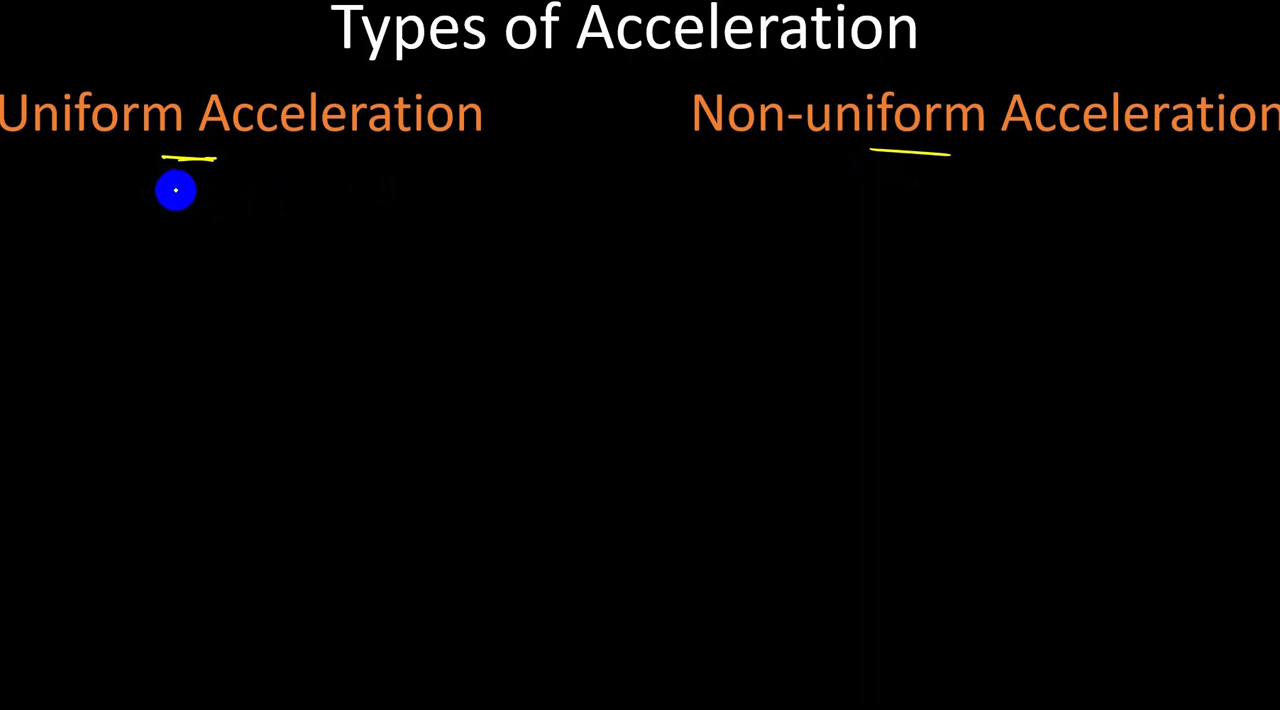 Types of Acceleration
Uniform Acceleration
Non-uniform Acceleration